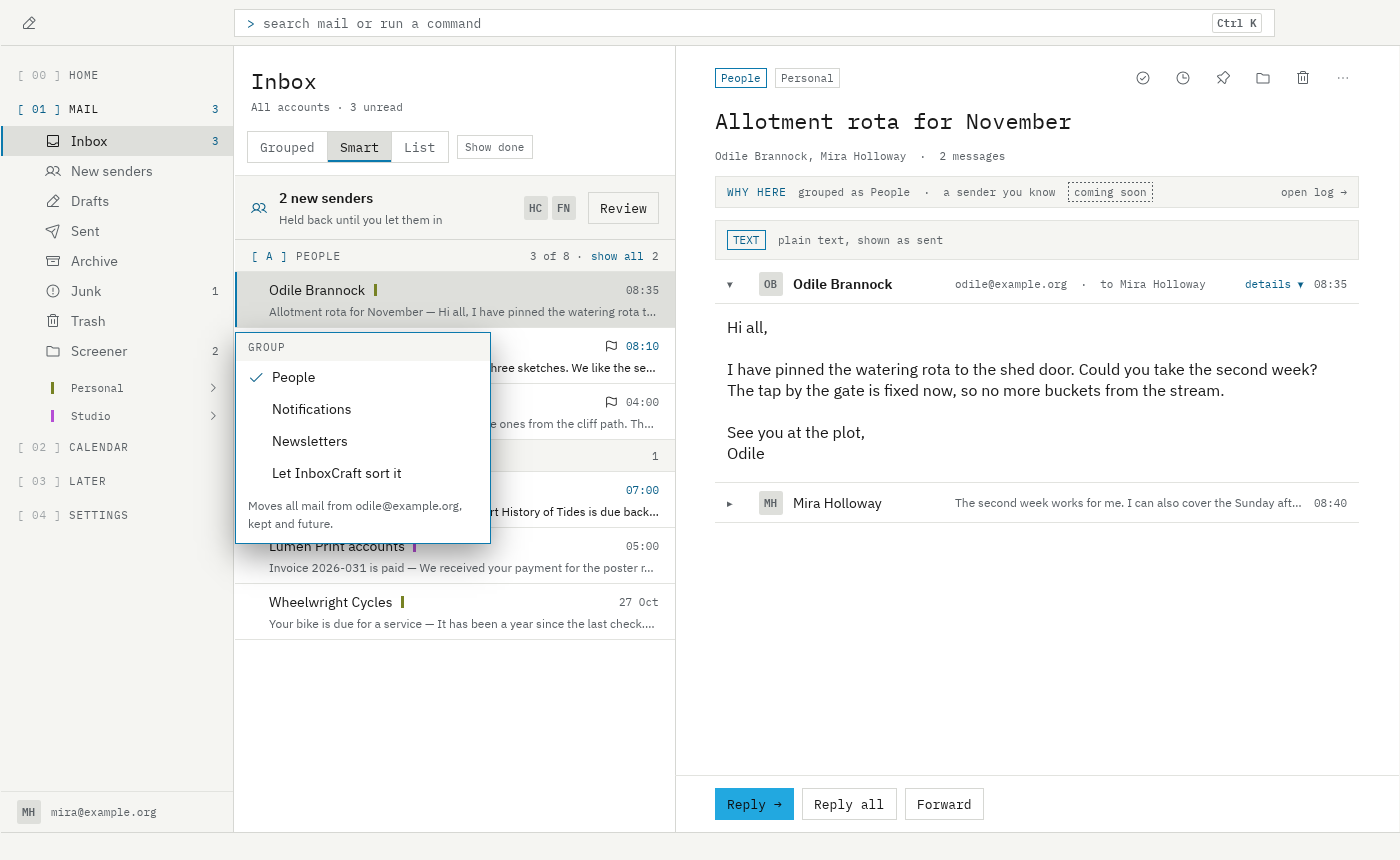 > search mail or run a command Ctrl K
[ 00 ] HOME
[ 01 ] MAIL 3
Inbox 3
New senders
Drafts
Sent
Archive
Junk 1
Trash
Screener 2
Personal
Studio
[ 02 ] CALENDAR
[ 03 ] LATER
[ 04 ] SETTINGS
MH mira@example.org
Inbox
All accounts · 3 unread
Grouped Smart List Show done
2 new senders
Held back until you let them in
HC FN Review
[ A ] PEOPLE 3 of 8 · show all 2
Odile Brannock 08:35
Allotment rota for November — Hi all, I have pinned the watering rota t…
08:10
three sketches. We like the se…
04:00
ones from the cliff path. Th…
1
07:00
History of Tides is due back…
GROUP
People
Notifications
Newsletters
Let InboxCraft sort it
Moves all mail from odile@example.org,
kept and future.
Lumen Print accounts 05:00
Invoice 2026-031 is paid — We received your payment for the poster r…
Wheelwright Cycles 27 Oct
Your bike is due for a service — It has been a year since the last check.…
People Personal ···
Allotment rota for November
Odile Brannock, Mira Holloway · 2 messages
WHY HERE grouped as People · a sender you know coming soon open log →
TEXT plain text, shown as sent
▾ OB Odile Brannock odile@example.org · to Mira Holloway details ▾ 08:35
Hi all,
I have pinned the watering rota to the shed door. Could you take the second week?
The tap by the gate is fixed now, so no more buckets from the stream.
See you at the plot,
Odile
▸ MH Mira Holloway The second week works for me. I can also cover the Sunday aft… 08:40
Reply → Reply all Forward